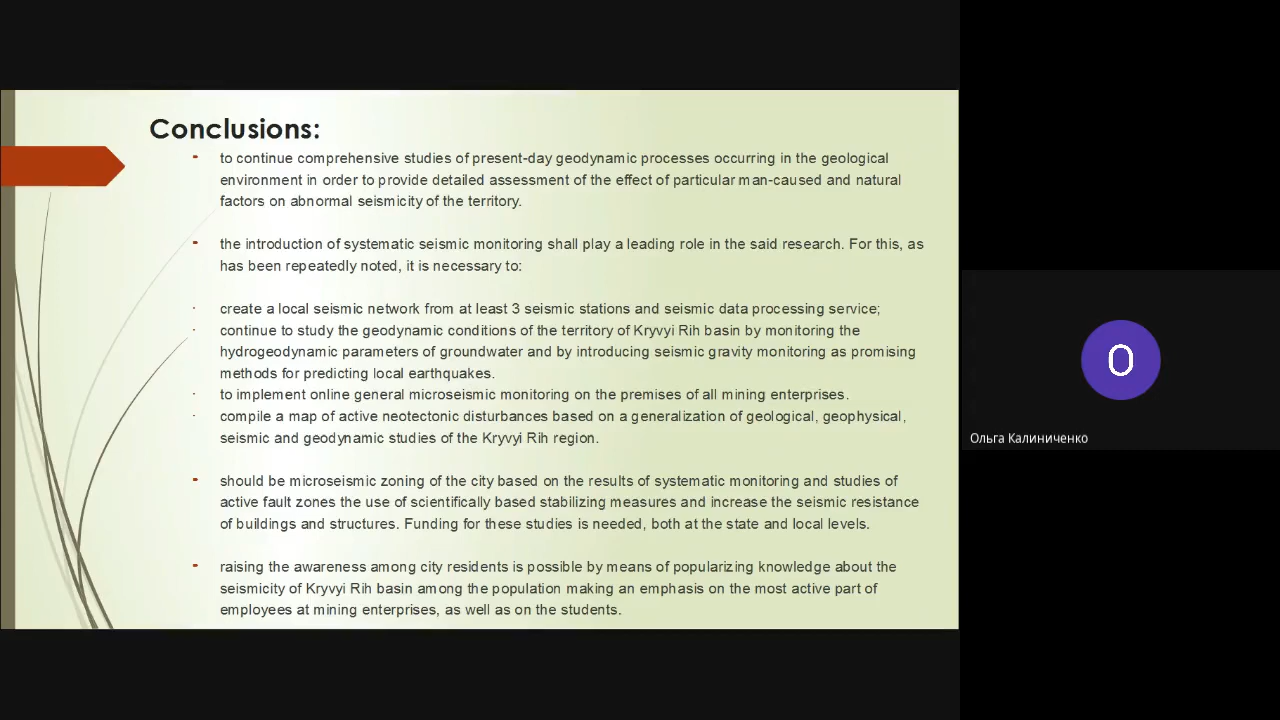 Conclusions:
- to continue comprehensive studies of present-day geodynamic processes occurring in the geological
environment in order to provide detailed assessment of the effect of particular man-caused and natural
factors on abnormal seismicity of the territory.
- the introduction of systematic seismic monitoring shall play a leading role in the said research. For this, as
has been repeatedly noted, it is necessary to:
· create a local seismic network from at least 3 seismic stations and seismic data processing service;
· continue to study the geodynamic conditions of the territory of Kryvyi Rih basin by monitoring the
hydrogeodynamic parameters of groundwater and by introducing seismic gravity monitoring as promising
methods for predicting local earthquakes.
· to implement online general microseismic monitoring on the premises of all mining enterprises.
· compile a map of active neotectonic disturbances based on a generalization of geological, geophysical,
seismic and geodynamic studies of the Kryvyi Rih region.
- should be microseismic zoning of the city based on the results of systematic monitoring and studies of
active fault zones the use of scientifically based stabilizing measures and increase the seismic resistance
of buildings and structures. Funding for these studies is needed, both at the state and local levels.
- raising the awareness among city residents is possible by means of popularizing knowledge about the
seismicity of Kryvyi Rih basin among the population making an emphasis on the most active part of
employees at mining enterprises, as well as on the students.
О
Ольга Калиниченко